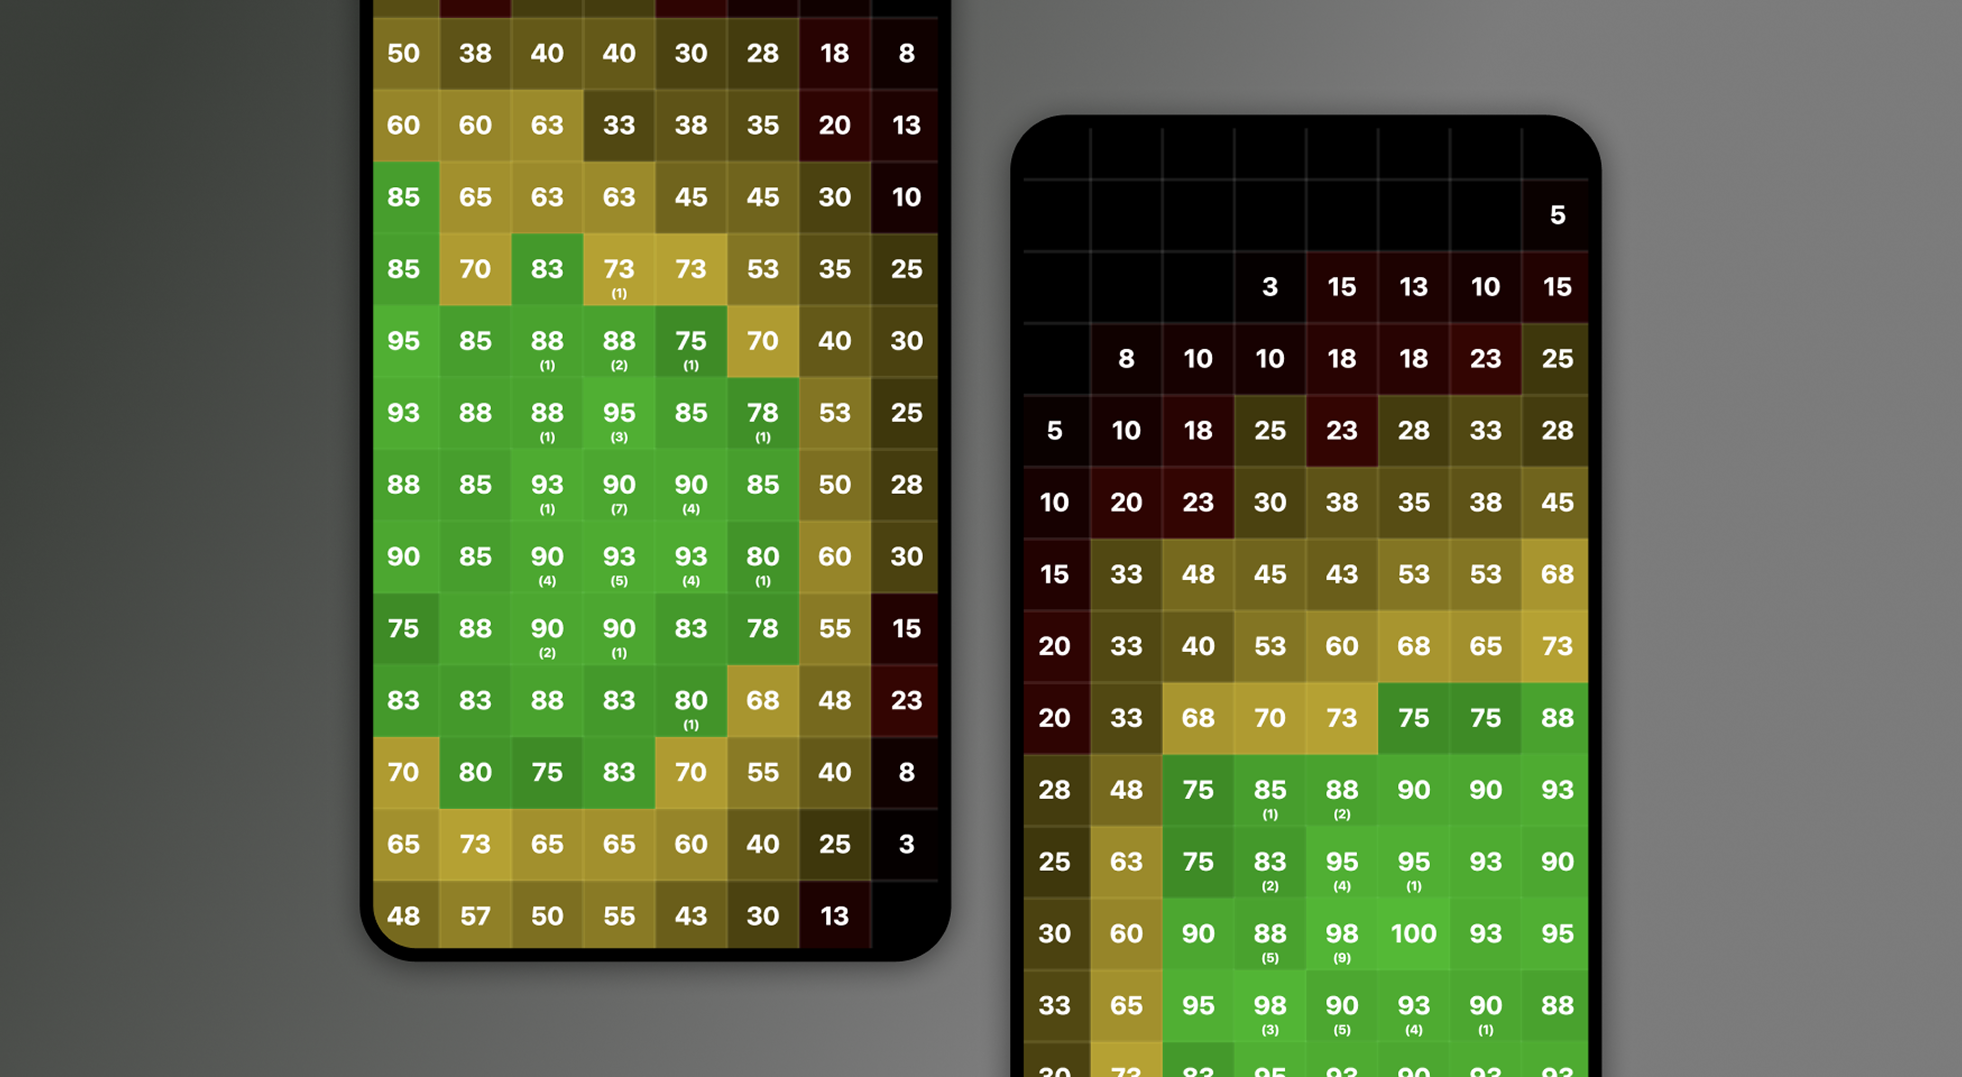 50 38 40 40 30 28 18 8
60 60 63 33 38 35 20 13
85 65 63 63 45 45 30 10
85 70 83 73 73 53 35 25
(1)
95 85 88 88 75 70 40 30
(1) (2) (1)
93 88 88 95 85 78 53 25
(1) (3) (1)
88 85 93 90 90 85 50 28
(1) (7) (4)
90 85 90 93 93 80 60 30
(4) (5) (4) (1)
75 88 90 90 83 78 55 15
(2) (1)
83 83 88 83 80 68 48 23
(1)
70 80 75 83 70 55 40 8
65 73 65 65 60 40 25 3
48 57 50 55 43 30 13
5
3 15 13 10 15
8 10 10 18 18 23 25
5 10 18 25 23 28 33 28
10 20 23 30 38 35 38 45
15 33 48 45 43 53 53 68
20 33 40 53 60 68 65 73
20 33 68 70 73 75 75 88
28 48 75 85 88 90 90 93
(1) (2)
25 63 75 83 95 95 93 90
(2) (4) (1)
30 60 90 88 98 100 93 95
(5) (9)
33 65 95 98 90 93 90 88
(3) (5) (4) (1)
30 73 83 95 93 90 93 93